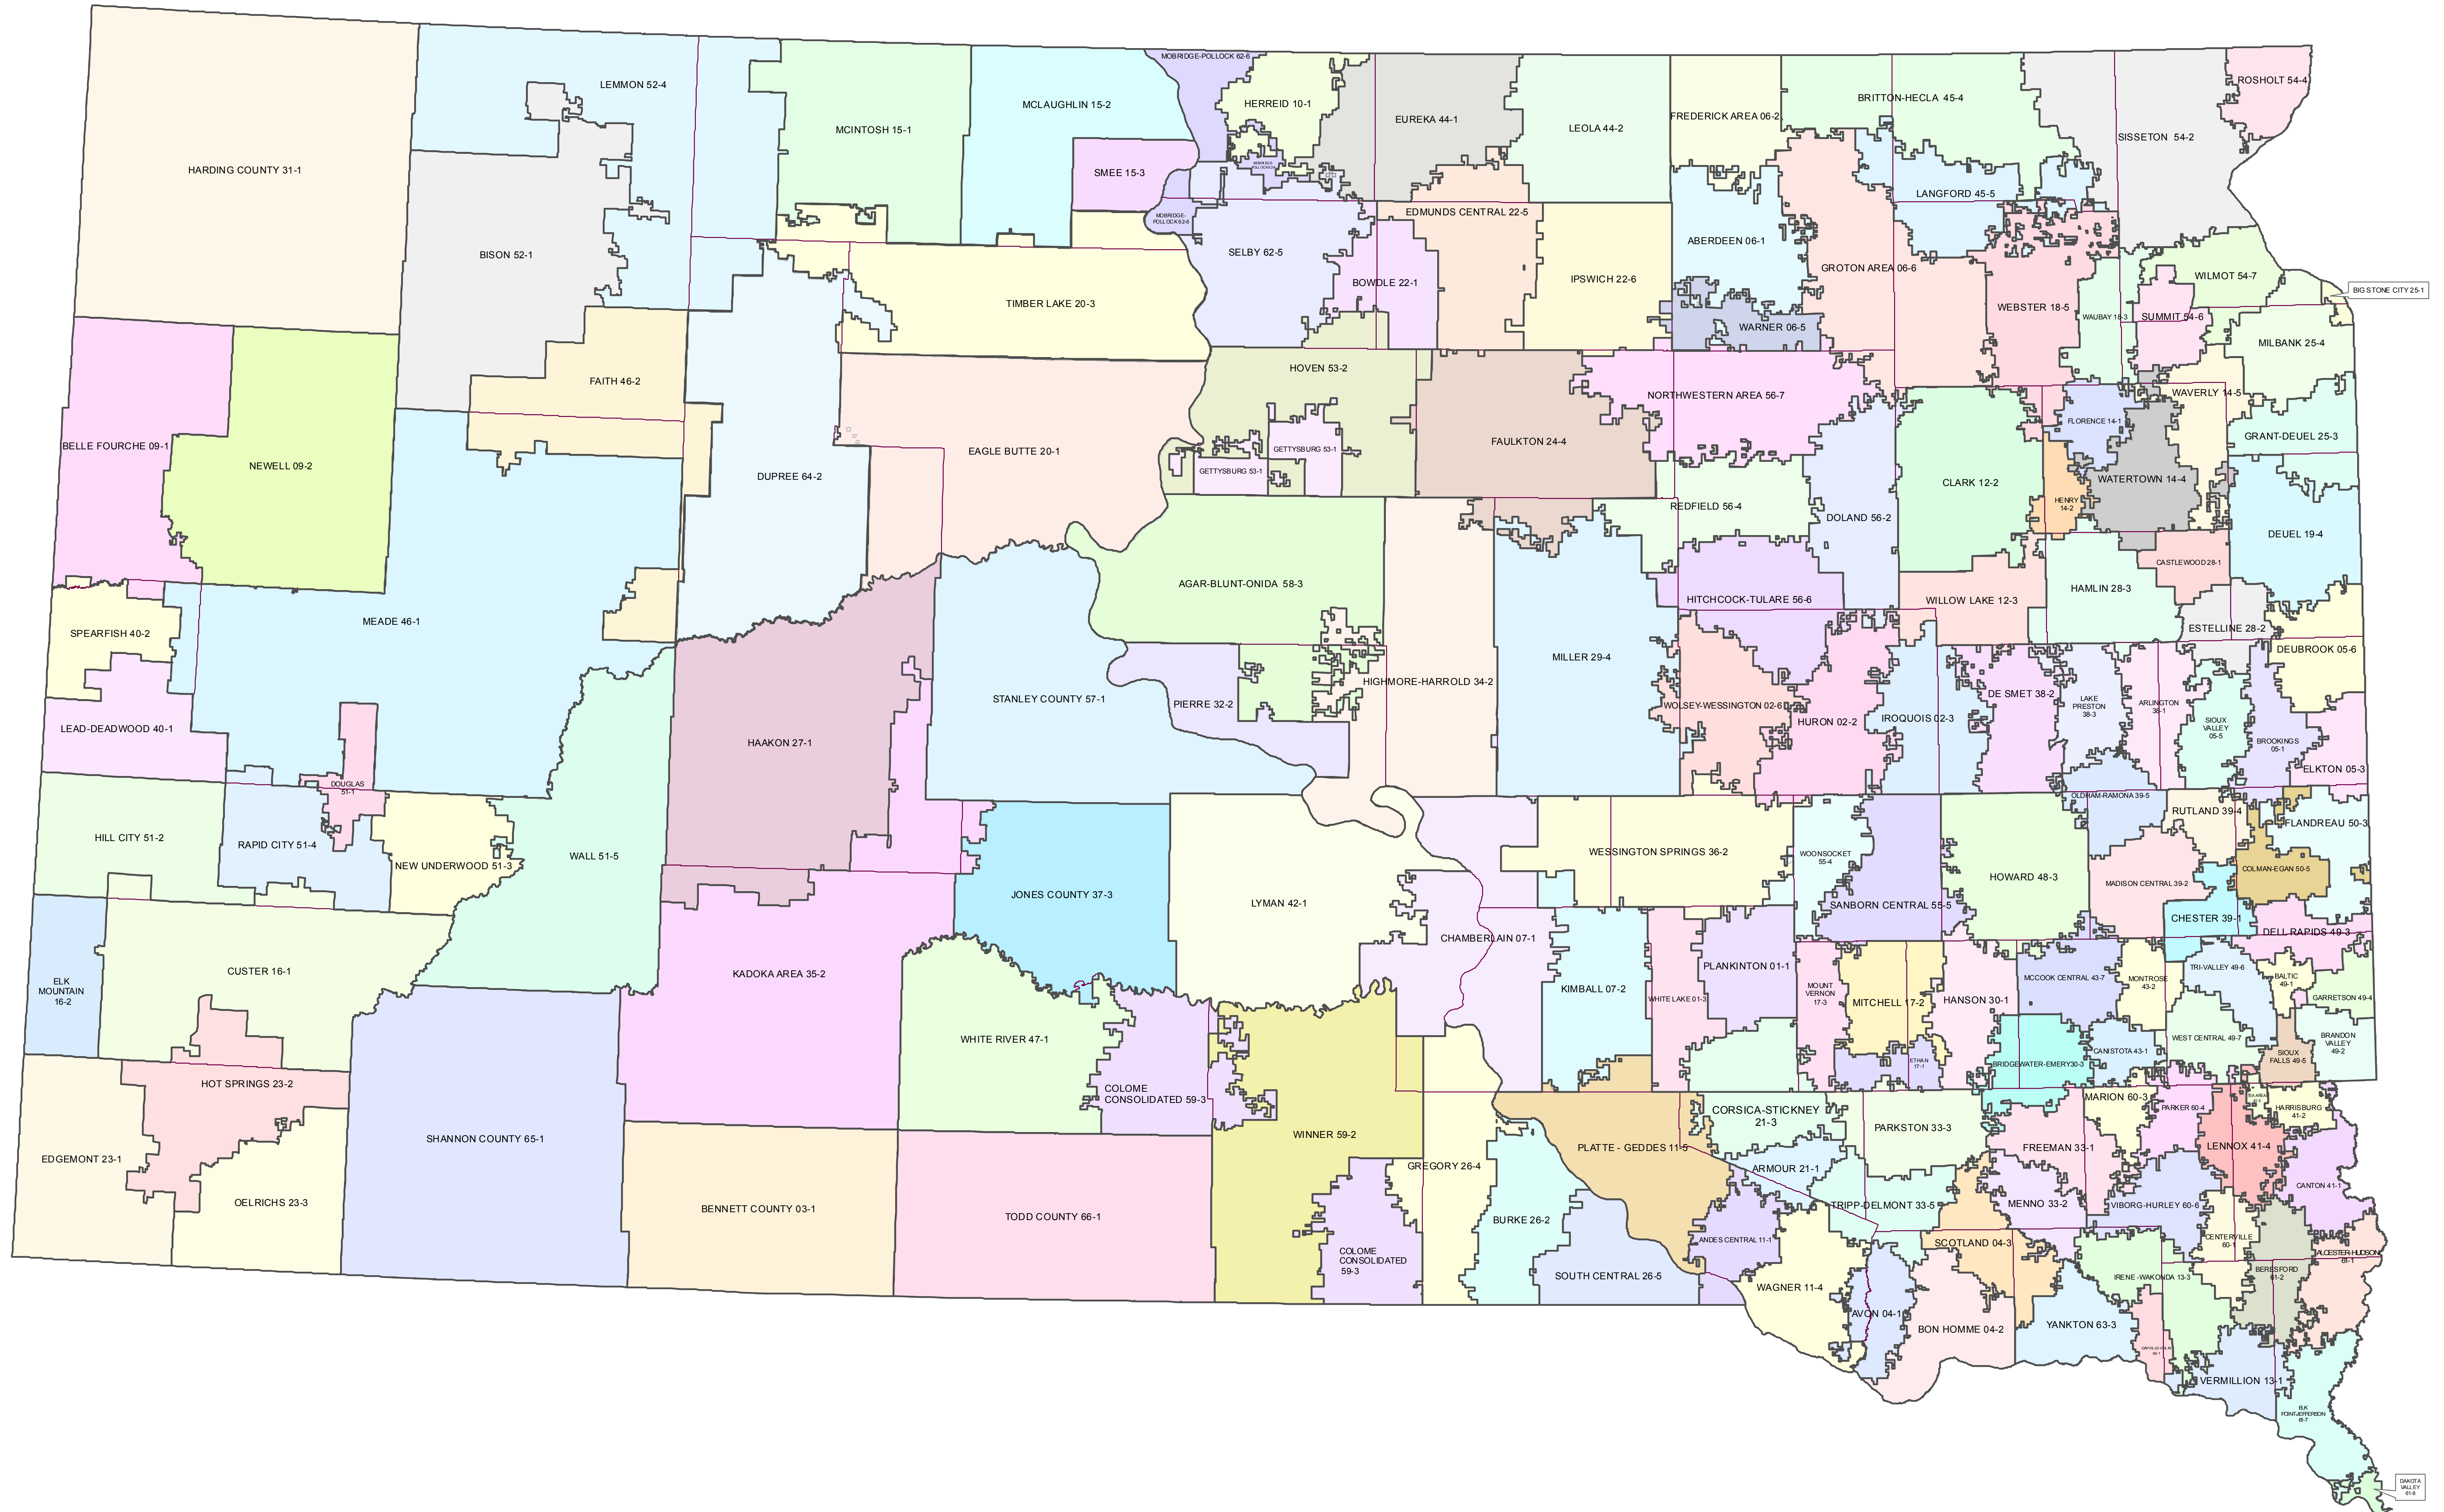 HARDING COUNTY 31-1
LEMMON 52-4
BISON 52-1
MCINTOSH 15-1
MCLAUGHLIN 15-2
SMEE 15-3
MOBRIDGE-POLLOCK 62-6
HERREID 10-1
MOBRIDGE-
POLLOCK 62-6
EUREKA 44-1
LEOLA 44-2
FREDERICK AREA 06-2
BRITTON-HECLA 45-4
SISSETON 54-2
ROSHOLT 54-4
LANGFORD 45-5
EDMUNDS CENTRAL 22-5
ABERDEEN 06-1
SELBY 62-5
BOWDLE 22-1
IPSWICH 22-6
GROTON AREA 06-6
WILMOT 54-7
BIG STONE CITY 25-1
TIMBER LAKE 20-3
WEBSTER 18-5
WAUBAY 18-3
SUMMIT 54-6
WARNER 06-5
MILBANK 25-4
HOVEN 53-2
FAITH 46-2
NORTHWESTERN AREA 56-7
WAVERLY 14-5
FLORENCE 14-1
BELLE FOURCHE 09-1
NEWELL 09-2
EAGLE BUTTE 20-1
GETTYSBURG 53-1
GETTYSBURG 53-1
FAULKTON 24-4
GRANT-DEUEL 25-3
DUPREE 64-2
CLARK 12-2
WATERTOWN 14-4
HENRY
14-2
REDFIELD 56-4
DOLAND 56-2
DEUEL 19-4
CASTLEWOOD 28-1
AGAR-BLUNT-ONIDA 58-3
HAMLIN 28-3
HITCHCOCK-TULARE 56-6
WILLOW LAKE 12-3
MEADE 46-1
SPEARFISH 40-2
ESTELLINE 28-2
DEUBROOK 05-6
MILLER 29-4
HIGHMORE-HARROLD 34-2
STANLEY COUNTY 57-1
PIERRE 32-2
WOLSEY-WESSINGTON 02-6
HURON 02-2
IROQUOIS 02-3
DE SMET 38-2
LAKE
PRESTON
38-3
ARLINGTON
38-1
SIOUX
VALLEY
05-5
BROOKINGS
05-1
ELKTON 05-3
LEAD-DEADWOOD 40-1
HAAKON 27-1
DOUGLAS
51-1
OLDHAM-RAMONA 39-5
RUTLAND 39-4
FLANDREAU 50-3
HILL CITY 51-2
RAPID CITY 51-4
NEW UNDERWOOD 51-3
WALL 51-5
WESSINGTON SPRINGS 36-2
WOONSOCKET
55-4
HOWARD 48-3
MADISON CENTRAL 39-2
COLMAN-EGAN 50-5
JONES COUNTY 37-3
LYMAN 42-1
SANBORN CENTRAL 55-5
CHESTER 39-1
DELL RAPIDS 49-3
CHAMBERLAIN 07-1
CUSTER 16-1
KADOKA AREA 35-2
PLANKINTON 01-1
ELK
MOUNTAIN
16-2
KIMBALL 07-2
WHITE LAKE 01-3
MOUNT
VERNON
17-3
MITCHELL 17-2
HANSON 30-1
MCCOOK CENTRAL 43-7
MONTROSE
43-2
TRI-VALLEY 49-6
BALTIC
49-1
GARRETSON 49-4
WHITE RIVER 47-1
WEST CENTRAL 49-7
BRANDON
VALLEY
49-2
SIOUX
FALLS 49-5
CANISTOTA 43-1
BRIDGEWATER-EMERY30-3
ETHAN
17-1
HOT SPRINGS 23-2
COLOME
CONSOLIDATED 59-3
MARION 60-3
PARKER 60-4
HARRISBURG
41-2
CORSICA-STICKNEY
21-3
PARKSTON 33-3
SHANNON COUNTY 65-1
WINNER 59-2
PLATTE - GEDDES 11-5
FREEMAN 33-1
LENNOX 41-4
EDGEMONT 23-1
GREGORY 26-4
ARMOUR 21-1
CANTON 41-1
OELRICHS 23-3
BENNETT COUNTY 03-1
TODD COUNTY 66-1
BURKE 26-2
TRIPP-DELMONT 33-5
MENNO 33-2
VIBORG-HURLEY 60-6
ANDES CENTRAL 11-1
SCOTLAND 04-3
CENTERVILLE
60-1
ALCESTER-HUDSON
61-1
COLOME
CONSOLIDATED
59-3
SOUTH CENTRAL 26-5
WAGNER 11-4
IRENE -WAKONDA 13-3
BERESFORD
61-2
AVON 04-1
BON HOMME 04-2
YANKTON 63-3
VERMILLION 13-1
ELK
POINT-JEFFERSON
61-7
DAKOTA
VALLEY
61-8